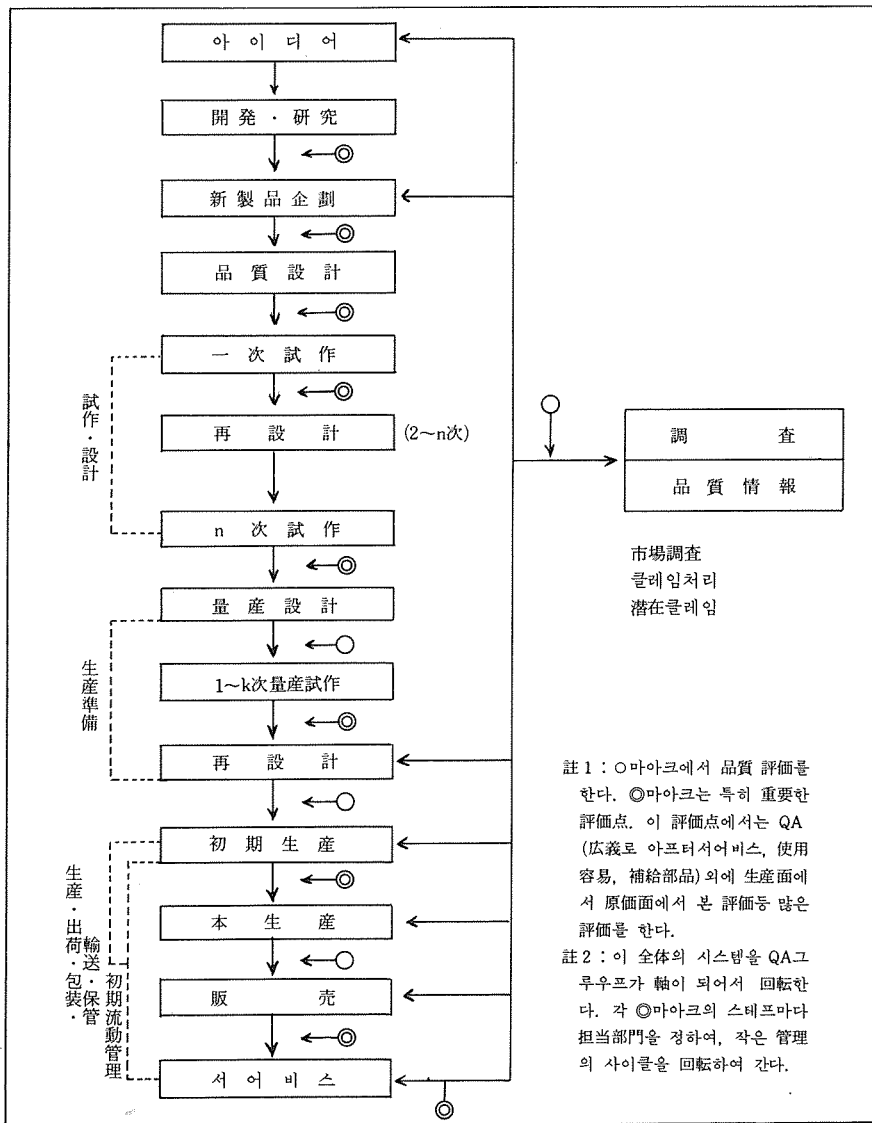 아이디어
開発・研究
新製品企劃
品質設計
一次試作
再設計
(2~n次)
n次試作
量産設計
1~k次量産試作
再設計
初期生産
本生産
販売
서어비스
試作・設計
生産準備
生産・出荷・包装・
輸送・保管
初期流動管理
調査
品質情報
市場調査
클레임처리
潛在클레임
註1：○마아크에서 品質 評価를
한다. ◎마아크는 특히 重要한
評価点. 이 評価点에서는 QA
(広義로 아프터서어비스, 使用
容易, 補給部品)외에 生産面에
서 原価面에서 본 評価등 많은
評価를 한다.
註2：이 全体의 시스템을 QA그
루우프가 軸이 되어서 回転한
다. 각 ◎마아크의 스테프마다
担当部門을 정하여, 작은 管理
의 사이클을 回転하여 간다.